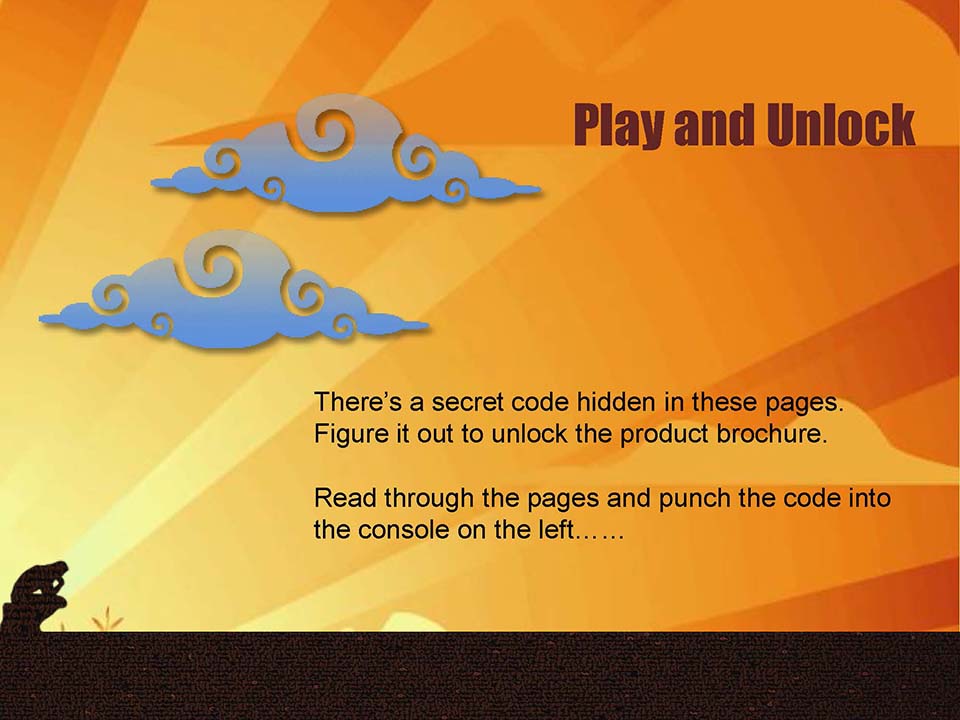 Play and Unlock
There’s a secret code hidden in these pages.
Figure it out to unlock the product brochure.
Read through the pages and punch the code into
the console on the left……